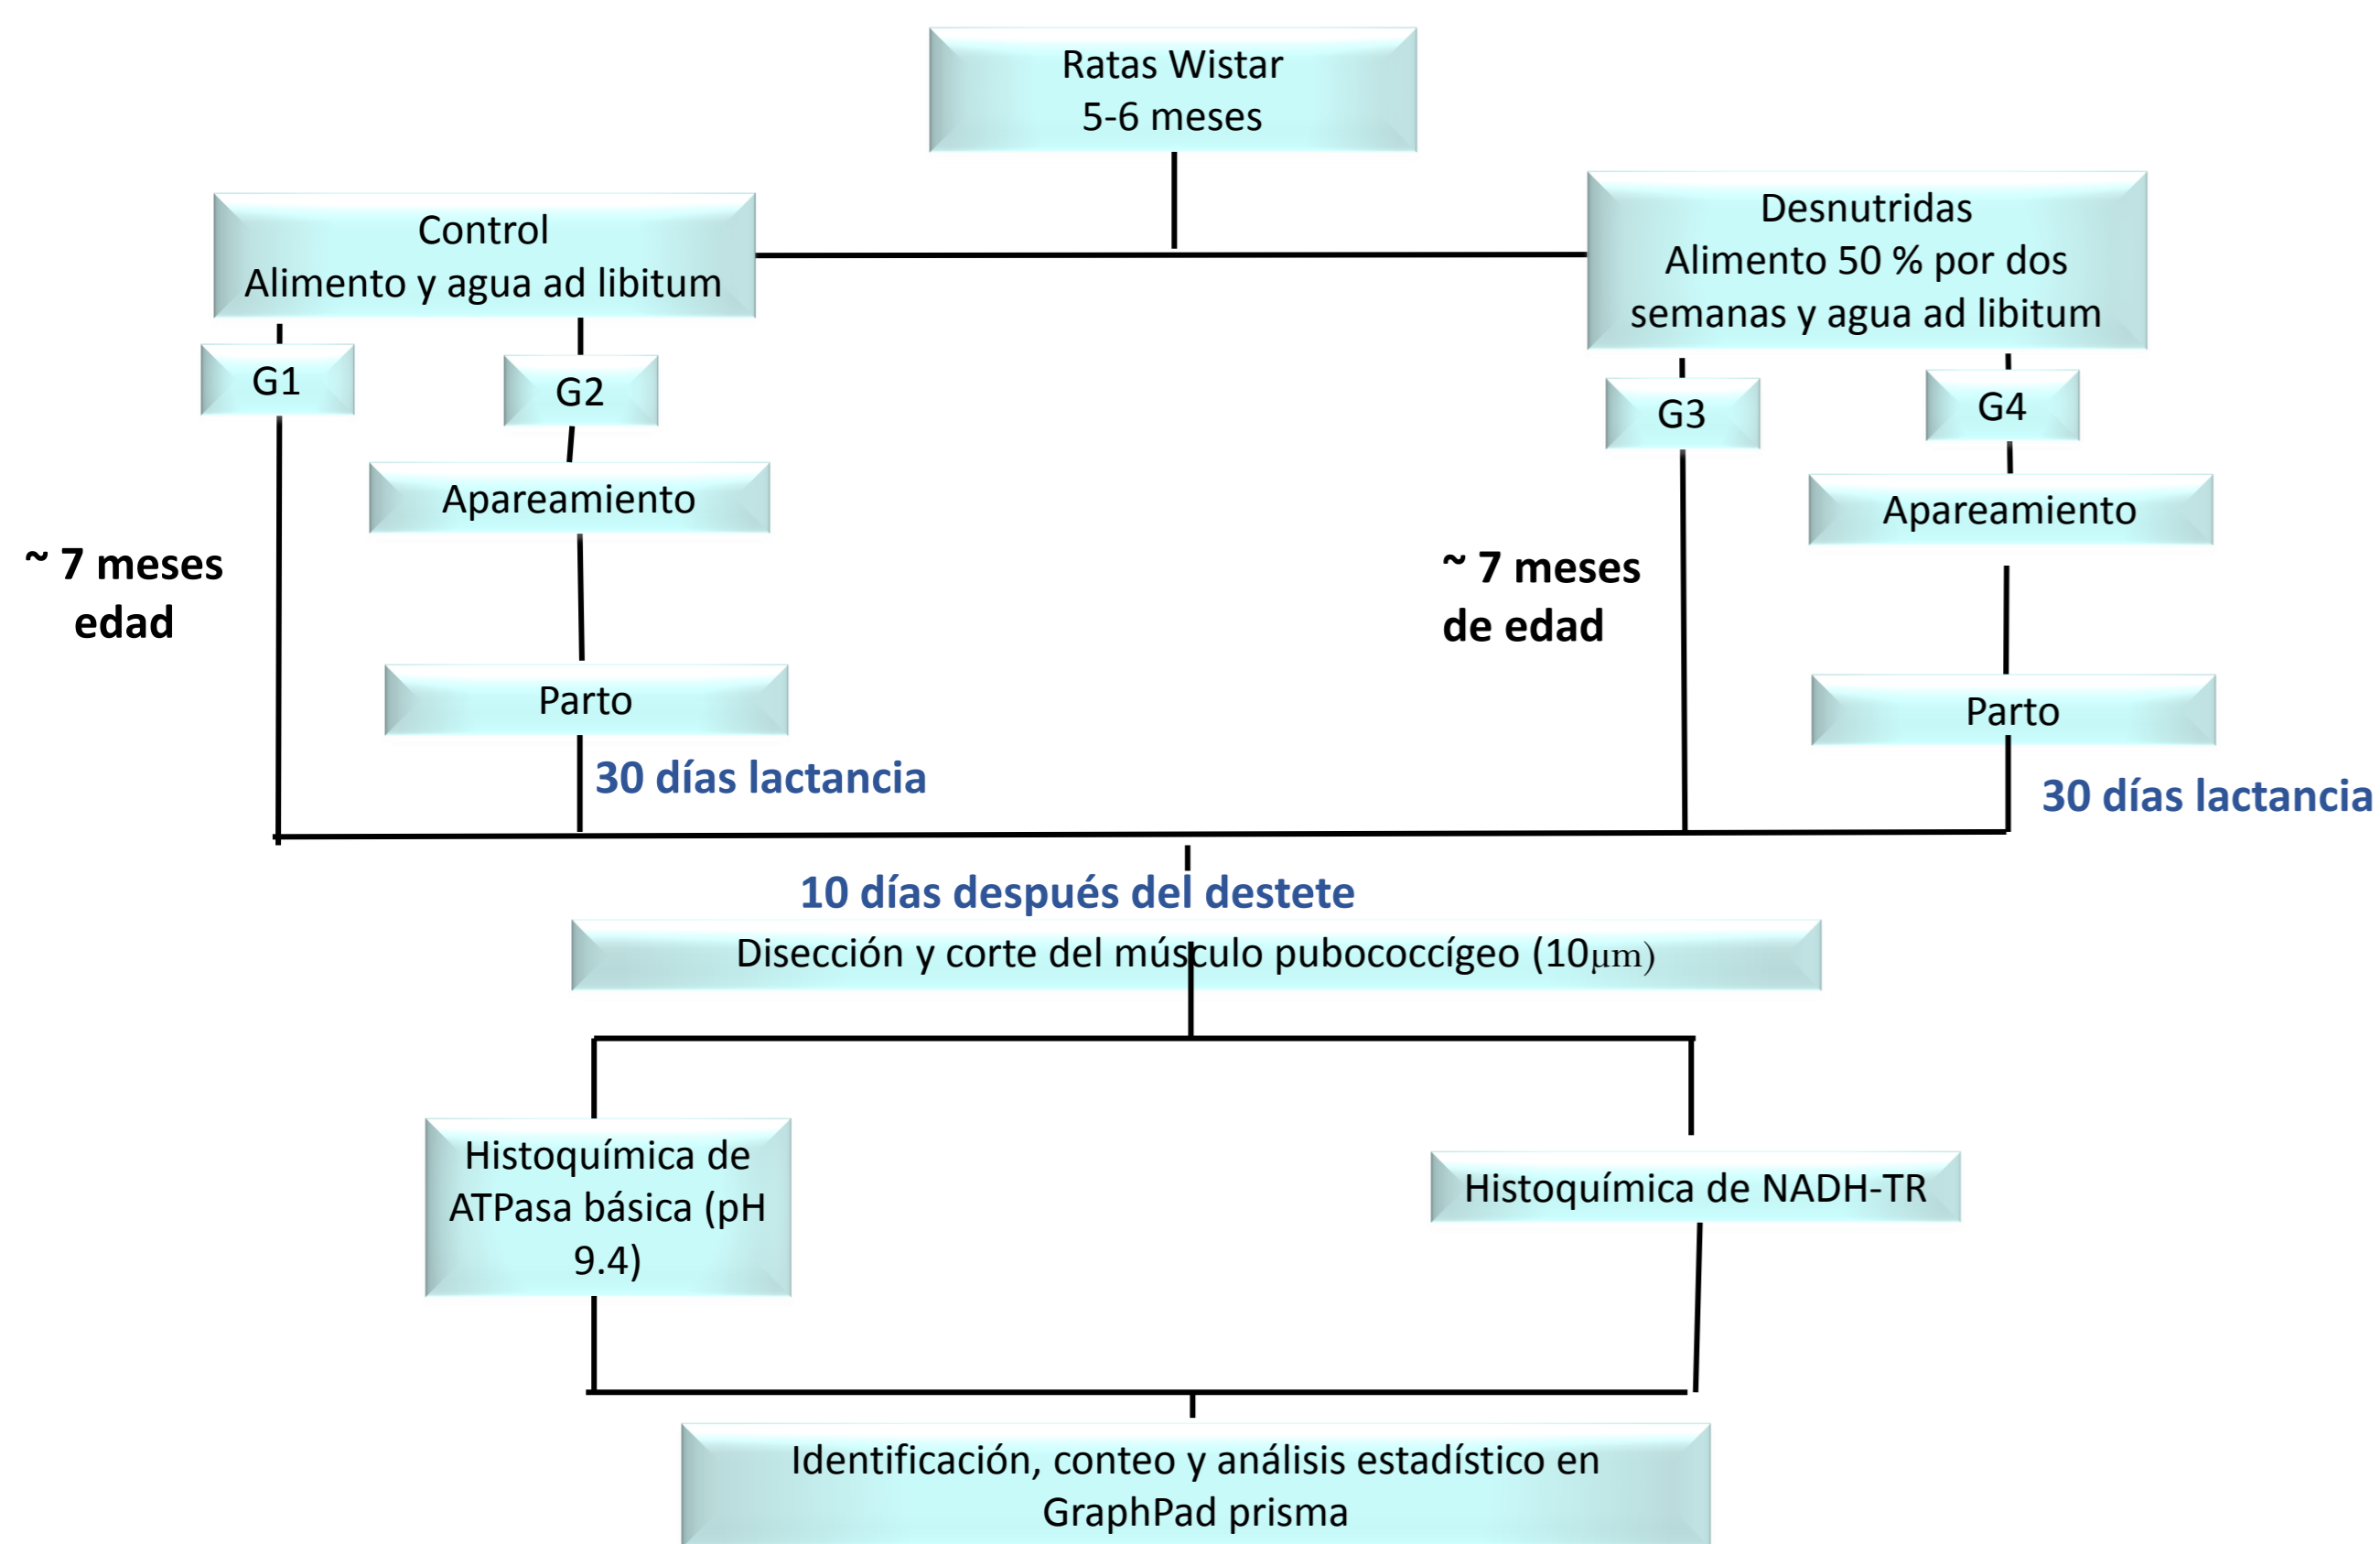 Ratas Wistar
5-6 meses
Control
Alimento y agua ad libitum
Desnutridas
Alimento 50 % por dos
semanas y agua ad libitum
G1
G2
G3
G4
Apareamiento
Apareamiento
~ 7 meses
edad
~ 7 meses
de edad
Parto
Parto
30 días lactancia
30 días lactancia
10 días después del destete
Disección y corte del músculo pubococcígeo (10μm)
Histoquímica de
ATPasa básica (pH
9.4)
Histoquímica de NADH-TR
Identificación, conteo y análisis estadístico en
GraphPad prisma